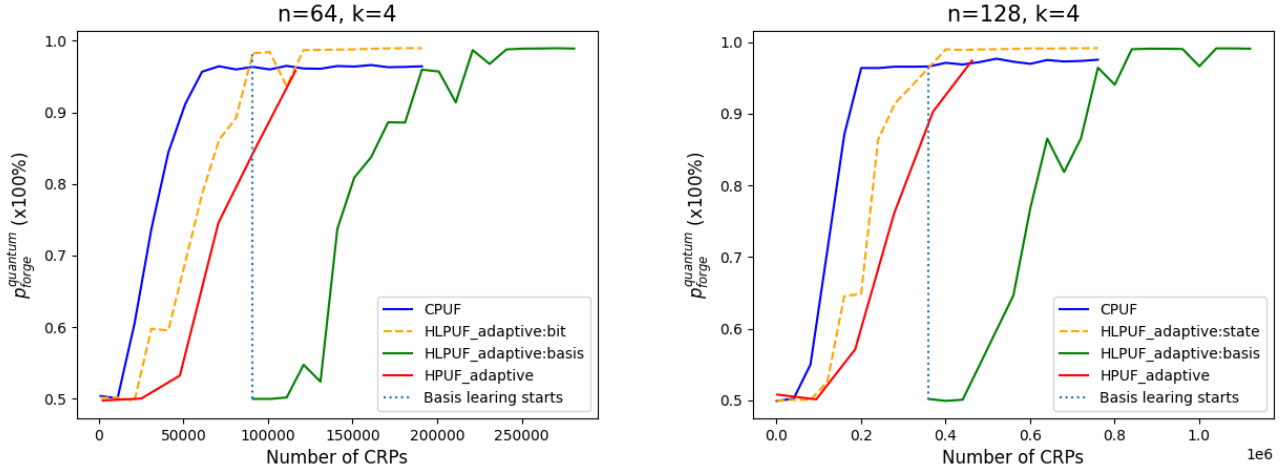 n=64, k=4
1.0
0.9
0.8
0.7
0.6
0.5
p_forge^quantum (x100%)
0
50000
100000
150000
200000
250000
Number of CRPs
CPUF
HLPUF_adaptive:bit
HLPUF_adaptive:basis
HPUF_adaptive
Basis learing starts
n=128, k=4
1.0
0.9
0.8
0.7
0.6
0.5
p_forge^quantum (x100%)
0.0
0.2
0.4
0.6
0.8
1.0
1e6
Number of CRPs
CPUF
HLPUF_adaptive:state
HLPUF_adaptive:basis
HPUF_adaptive
Basis learing starts